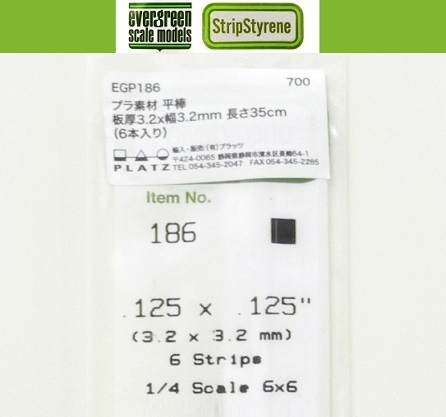 evergreen
scale models
StripStyrene
EGP186 700
プラ素材 平棒
板厚3.2x幅3.2mm 長さ35cm
(6本入り)
輸入・販売:(有)プラッツ
〒424-0065 静岡県静岡市清水区長崎64-1
PLATZ TEL 054-345-2047 FAX 054-345-2285
Item No.
186
.125 x .125"
(3.2 x 3.2 mm)
6 Strips
1/4 Scale 6x6